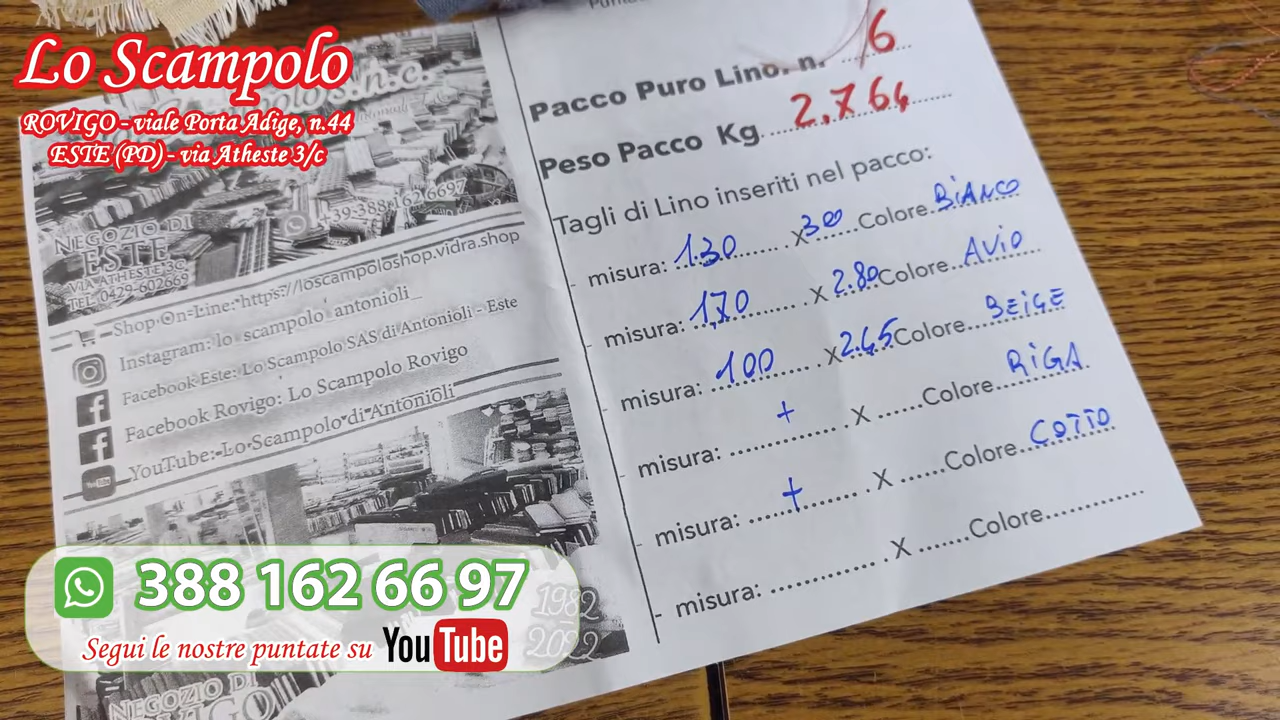 Lo Scampolo
ROVIGO - viale Porta Adige, n.44
ESTE (PD) - via Atheste 3/c
+39-388 162 6697
NEGOZIO DI
ESTE
VIA ATHESTE 3C
TEL. 0429-602669
Shop On-Line: https://loscampoloshop.vidra.shop
Instagram: lo_scampolo_antonioli_
Facebook Este: Lo Scampolo SAS di Antonioli - Este
Facebook Rovigo: Lo Scampolo Rovigo
YouTube: Lo Scampolo di Antonioli
1982
2022
NEGOZIO DI
ROVIGO
Pacco Puro Lino. n. 6
Peso Pacco Kg 2.764
Tagli di Lino inseriti nel pacco:
- misura: 130 X 300 Colore BIANCO
- misura: 170 X 2.80 Colore AVIO
- misura: 100 X 2.45 Colore BEIGE
- misura: + X Colore RIGA
- misura: + X Colore COTTO
- misura: X Colore
388 162 66 97
Segui le nostre puntate su YouTube